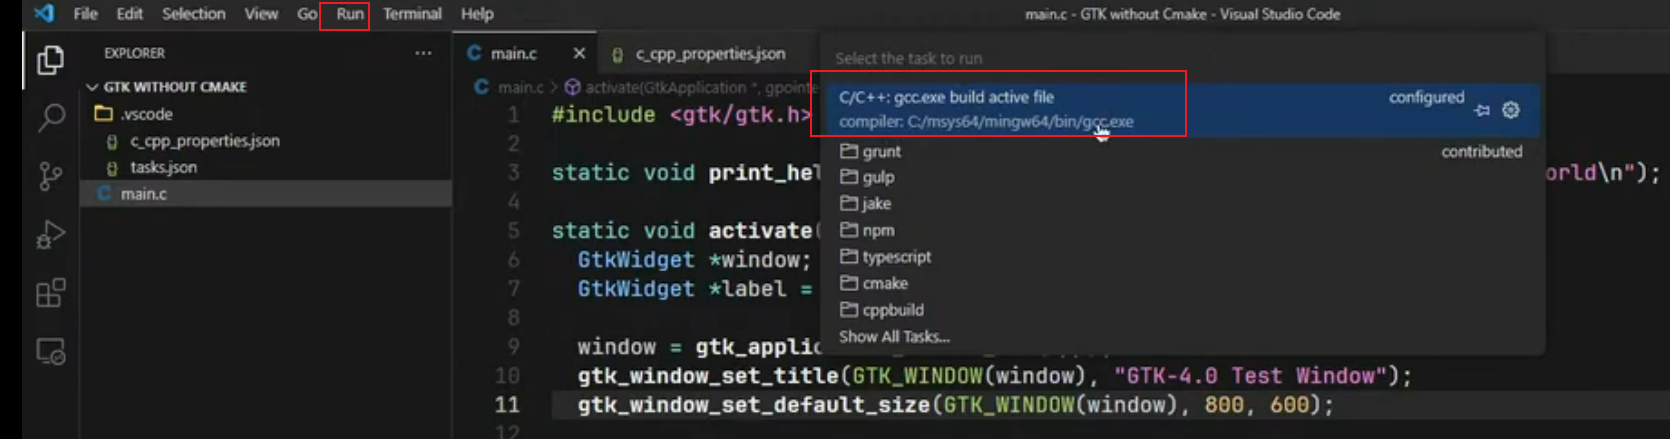 File Edit Selection View Go Run Terminal Help
main.c - GTK without Cmake - Visual Studio Code
EXPLORER ···
GTK WITHOUT CMAKE
.vscode
c_cpp_properties.json
tasks.json
C main.c
C main.c
c_cpp_properties.json
C main.c > activate(GtkApplication *, gpointe
1 #include <gtk/gtk.h>
2
3 static void print_hel orld\n");
4
5 static void activate(
6 GtkWidget *window;
7 GtkWidget *label =
8
9 window = gtk_applic
10 gtk_window_set_title(GTK_WINDOW(window), "GTK-4.0 Test Window");
11 gtk_window_set_default_size(GTK_WINDOW(window), 800, 600);
12
Select the task to run
C/C++: gcc.exe build active file configured
compiler: C:/msys64/mingw64/bin/gcc.exe
grunt contributed
gulp
jake
npm
typescript
cmake
cppbuild
Show All Tasks...